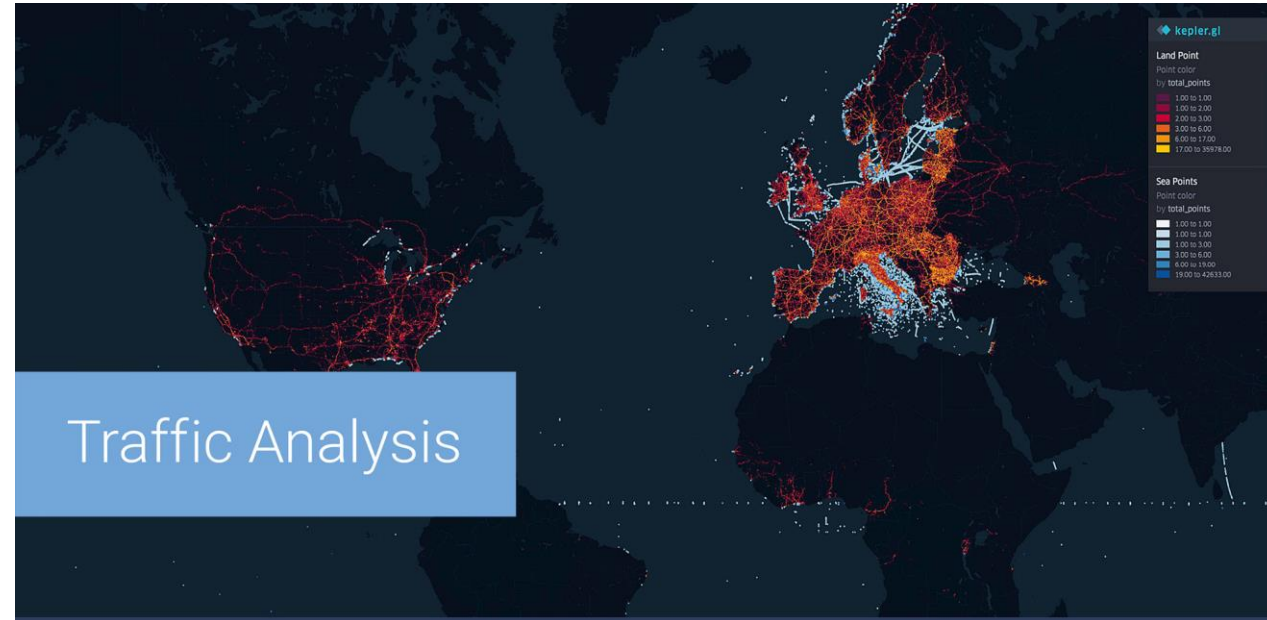 kepler.gl
Land Point
Point color
by total_points
1.00 to 1.00
1.00 to 2.00
2.00 to 3.00
3.00 to 6.00
6.00 to 17.00
17.00 to 35978.00
Sea Points
Point color
by total_points
1.00 to 1.00
1.00 to 1.00
1.00 to 3.00
3.00 to 6.00
6.00 to 19.00
19.00 to 42633.00
Traffic Analysis